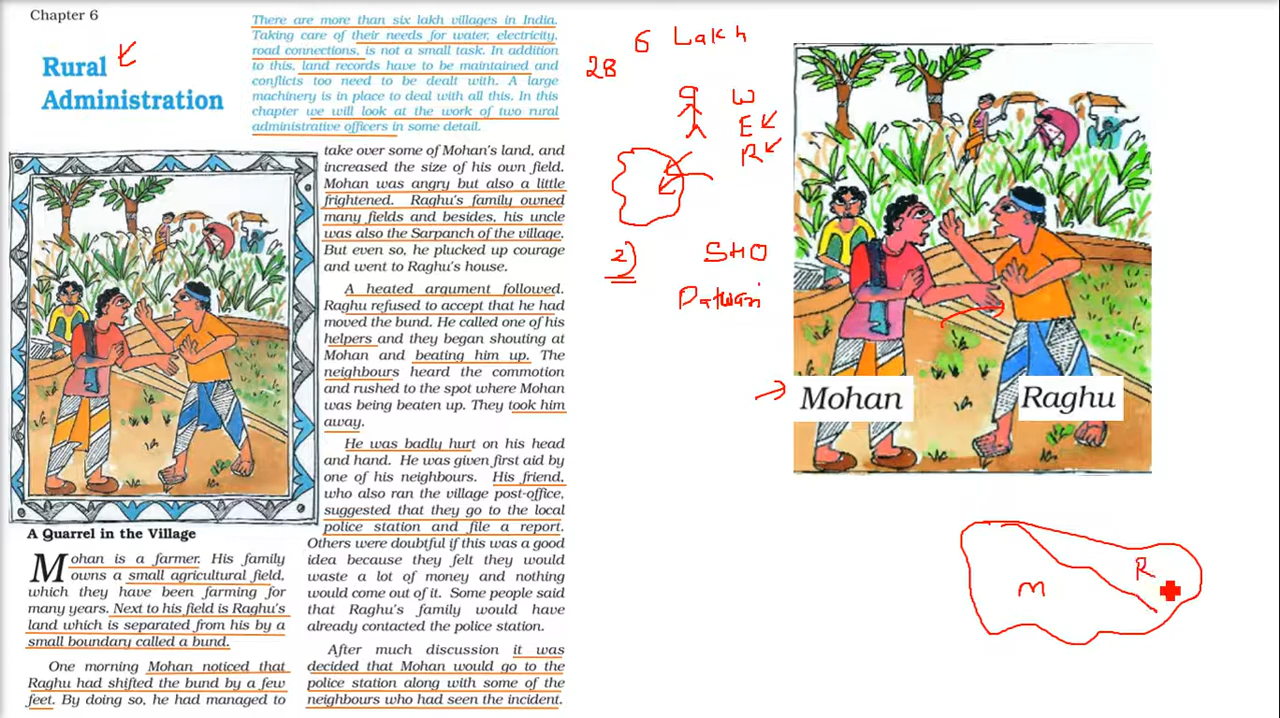 Chapter 6
Rural
Administration
There are more than six lakh villages in India.
Taking care of their needs for water, electricity,
road connections, is not a small task. In addition
to this, land records have to be maintained and
conflicts too need to be dealt with. A large
machinery is in place to deal with all this. In this
chapter we will look at the work of two rural
administrative officers in some detail.
A Quarrel in the Village
Mohan is a farmer. His family
owns a small agricultural field,
which they have been farming for
many years. Next to his field is Raghu's
land which is separated from his by a
small boundary called a bund.
One morning Mohan noticed that
Raghu had shifted the bund by a few
feet. By doing so, he had managed to
take over some of Mohan's land, and
increased the size of his own field.
Mohan was angry but also a little
frightened. Raghu's family owned
many fields and besides, his uncle
was also the Sarpanch of the village.
But even so, he plucked up courage
and went to Raghu's house.
A heated argument followed.
Raghu refused to accept that he had
moved the bund. He called one of his
helpers and they began shouting at
Mohan and beating him up. The
neighbours heard the commotion
and rushed to the spot where Mohan
was being beaten up. They took him
away.
He was badly hurt on his head
and hand. He was given first aid by
one of his neighbours. His friend,
who also ran the village post-office,
suggested that they go to the local
police station and file a report.
Others were doubtful if this was a good
idea because they felt they would
waste a lot of money and nothing
would come out of it. Some people said
that Raghu's family would have
already contacted the police station.
After much discussion it was
decided that Mohan would go to the
police station along with some of the
neighbours who had seen the incident.
6 Lakh
28
W
E
R
2) SHO
Patwari
Mohan
Raghu
M
R